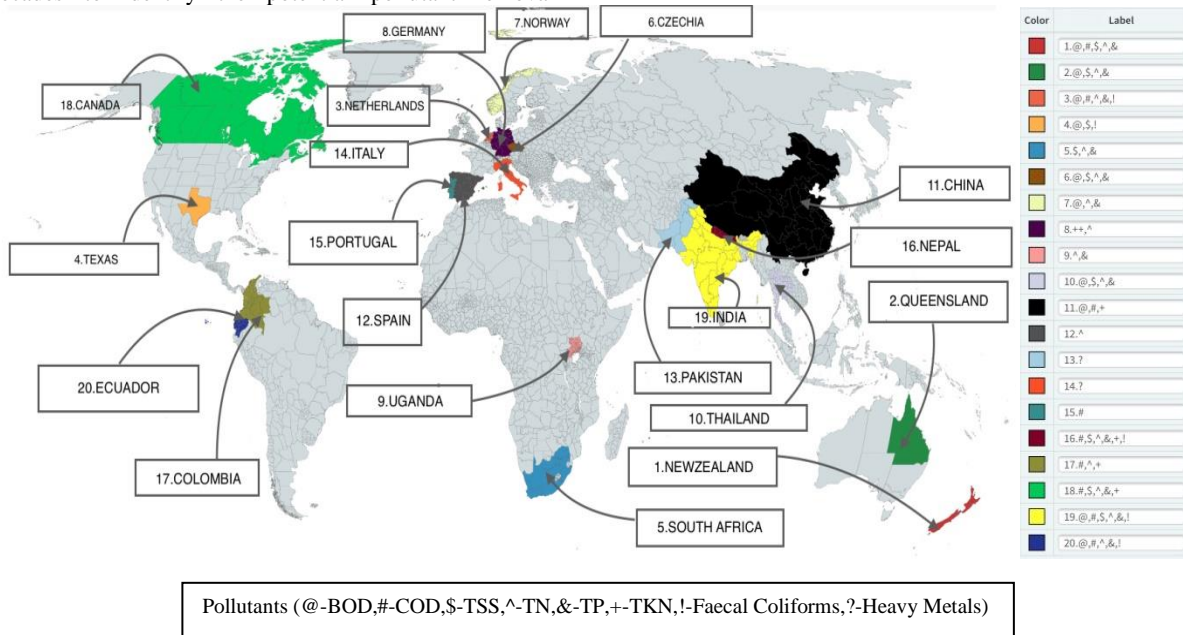 7.NORWAY
8.GERMANY
6.CZECHIA
18.CANADA
3.NETHERLANDS
14.ITALY
11.CHINA
15.PORTUGAL
16.NEPAL
4.TEXAS
2.QUEENSLAND
12.SPAIN
19.INDIA
20.ECUADOR
13.PAKISTAN
9.UGANDA
10.THAILAND
17.COLOMBIA
1.NEWZEALAND
5.SOUTH AFRICA
Color Label
1.@,#,$,^,&
2.@,$,^,&
3.@,#,^,&,!
4.@,$,!
5.$,^,&
6.@,$,^,&
7.@,^,&
8.++,^
9.^,&
10.@,$,^,&
11.@,#,+
12.^
13.?
14.?
15.#
16.#,$,^,&,+,!
17.#,^,+
18.#,$,^,&,+
19.@,#,$,^,&,!
20.@,#,^,&,!
Pollutants (@-BOD,#-COD,$-TSS,^-TN,&-TP,+-TKN,!-Faecal Coliforms,?-Heavy Metals)